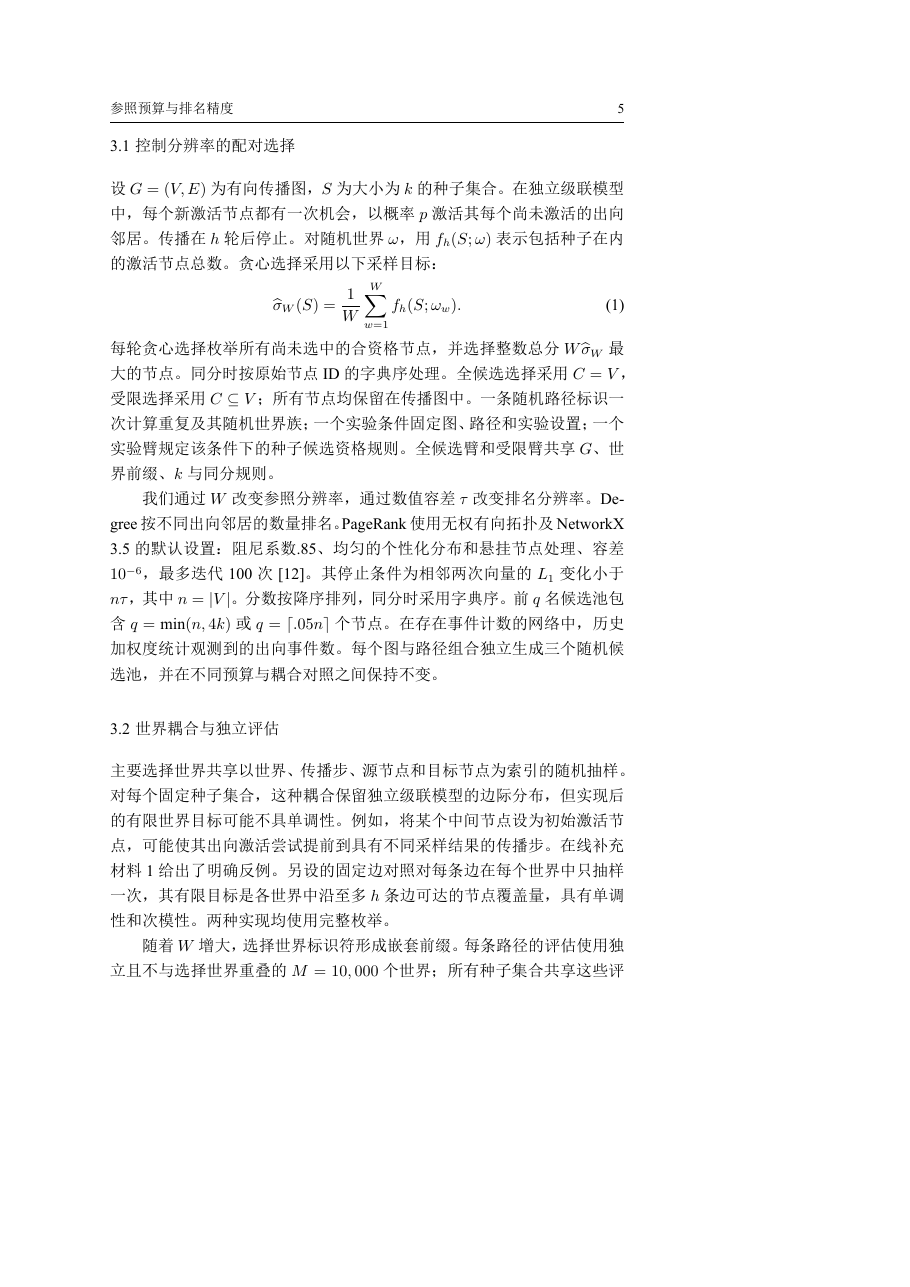 参照预算与排名精度 5
3.1 控制分辨率的配对选择
设 G = (V, E) 为有向传播图，S 为大小为 k 的种子集合。在独立级联模型
中，每个新激活节点都有一次机会，以概率 p 激活其每个尚未激活的出向
邻居。传播在 h 轮后停止。对随机世界 ω，用 f_h(S; ω) 表示包括种子在内
的激活节点总数。贪心选择采用以下采样目标：
σ̂_W(S) = 1/W ∑_{w=1}^{W} f_h(S; ω_w). (1)
每轮贪心选择枚举所有尚未选中的合资格节点，并选择整数总分 Wσ̂_W 最
大的节点。同分时按原始节点 ID 的字典序处理。全候选选择采用 C = V，
受限选择采用 C ⊆ V；所有节点均保留在传播图中。一条随机路径标识一
次计算重复及其随机世界族；一个实验条件固定图、路径和实验设置；一个
实验臂规定该条件下的种子候选资格规则。全候选臂和受限臂共享 G、世
界前缀、k 与同分规则。
我们通过 W 改变参照分辨率，通过数值容差 τ 改变排名分辨率。De-
gree 按不同出向邻居的数量排名。PageRank 使用无权有向拓扑及 NetworkX
3.5 的默认设置：阻尼系数.85、均匀的个性化分布和悬挂节点处理、容差
10⁻⁶，最多迭代 100 次 [12]。其停止条件为相邻两次向量的 L₁ 变化小于
nτ，其中 n = |V|。分数按降序排列，同分时采用字典序。前 q 名候选池包
含 q = min(n, 4k) 或 q = ⌈.05n⌉ 个节点。在存在事件计数的网络中，历史
加权度统计观测到的出向事件数。每个图与路径组合独立生成三个随机候
选池，并在不同预算与耦合对照之间保持不变。
3.2 世界耦合与独立评估
主要选择世界共享以世界、传播步、源节点和目标节点为索引的随机抽样。
对每个固定种子集合，这种耦合保留独立级联模型的边际分布，但实现后
的有限世界目标可能不具单调性。例如，将某个中间节点设为初始激活节
点，可能使其出向激活尝试提前到具有不同采样结果的传播步。在线补充
材料 1 给出了明确反例。另设的固定边对照对每条边在每个世界中只抽样
一次，其有限目标是各世界中沿至多 h 条边可达的节点覆盖量，具有单调
性和次模性。两种实现均使用完整枚举。
随着 W 增大，选择世界标识符形成嵌套前缀。每条路径的评估使用独
立且不与选择世界重叠的 M = 10,000 个世界；所有种子集合共享这些评